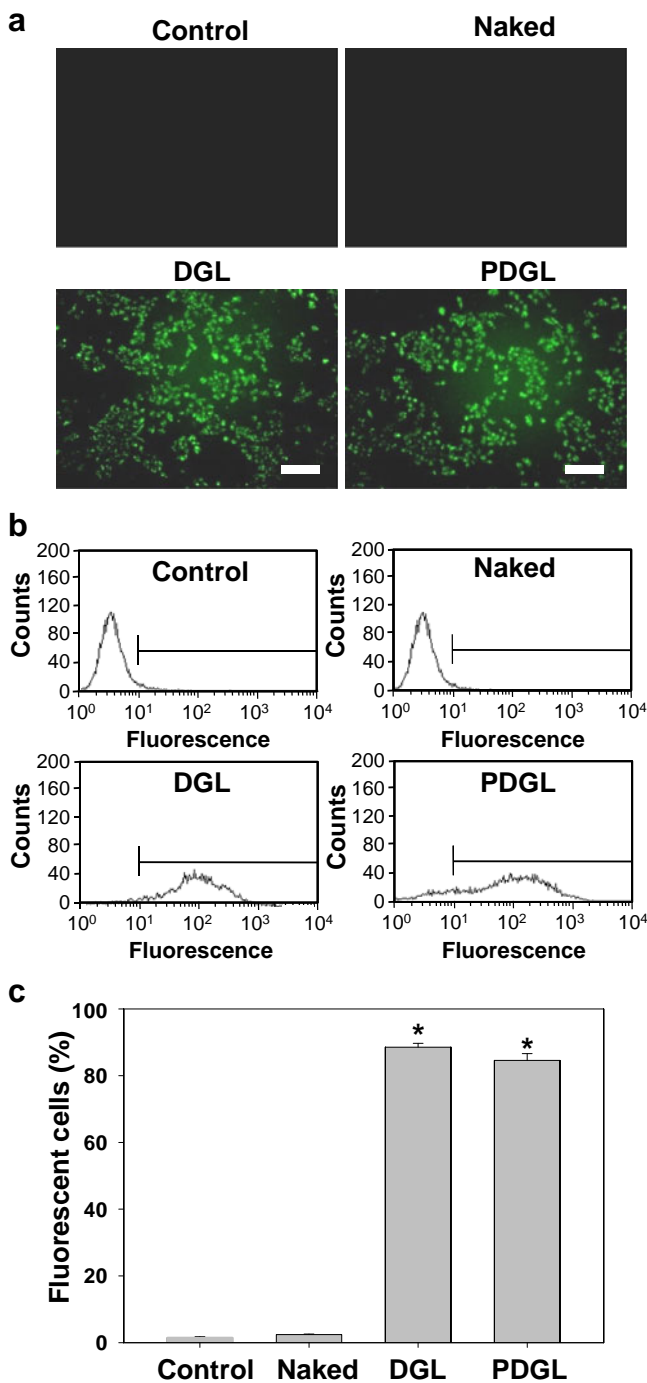 a
Control Naked
DGL PDGL
b
Counts
200
160
120
80
40
0
Control
10⁰ 10¹ 10² 10³ 10⁴
Fluorescence
Counts
200
160
120
80
40
0
Naked
10⁰ 10¹ 10² 10³ 10⁴
Fluorescence
Counts
200
160
120
80
40
0
DGL
10⁰ 10¹ 10² 10³ 10⁴
Fluorescence
Counts
200
160
120
80
40
0
PDGL
10⁰ 10¹ 10² 10³ 10⁴
Fluorescence
c
Fluorescent cells (%)
100
80
60
40
20
0
* *
Control Naked DGL PDGL